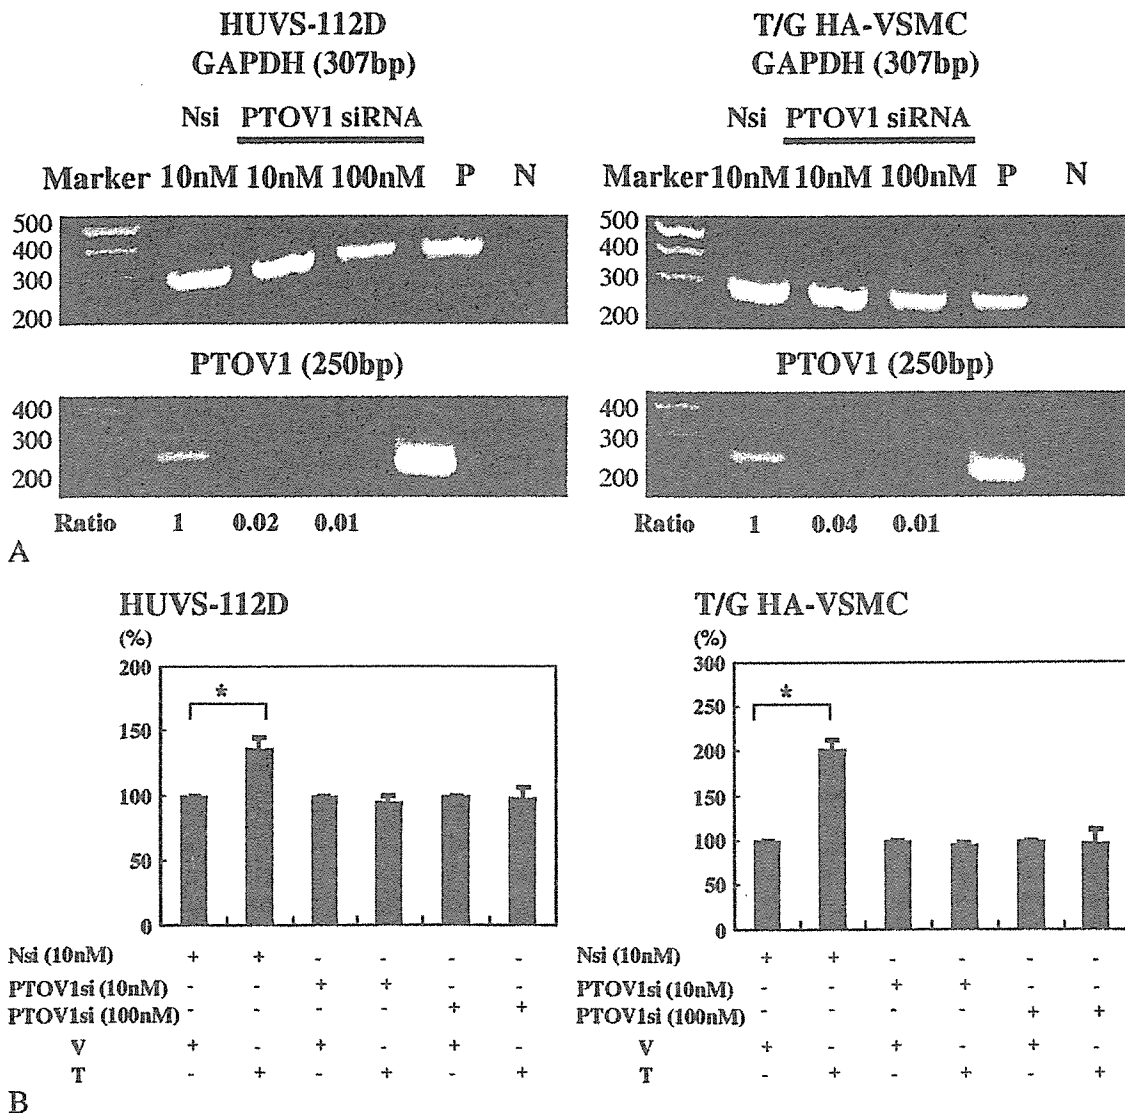 HUVS-112D
GAPDH (307bp)
Nsi PTOV1 siRNA
Marker 10nM 10nM 100nM P N
500
400
300
200
PTOV1 (250bp)
400
300
200
Ratio 1 0.02 0.01
T/G HA-VSMC
GAPDH (307bp)
Nsi PTOV1 siRNA
Marker 10nM 10nM 100nM P N
500
400
300
200
PTOV1 (250bp)
400
300
200
Ratio 1 0.04 0.01
A
HUVS-112D
(%)
200
150
100
50
0
*
Nsi (10nM) + + - - - -
PTOV1si (10nM) - - + + - -
PTOV1si (100nM) - - - - + +
V + - + - + -
T - + - + - +
T/G HA-VSMC
(%)
300
250
200
150
100
50
0
*
Nsi (10nM) + + - - - -
PTOV1si (10nM) - - + + - -
PTOV1si (100nM) - - - - + +
V + - + - + -
T - + - + - +
B